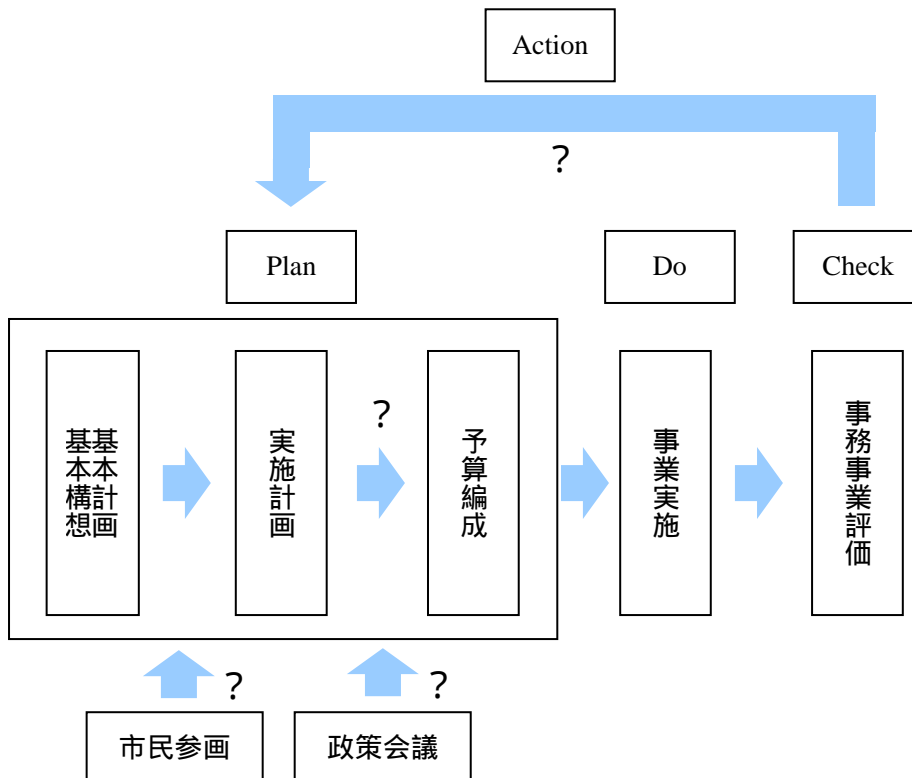 Action
？
Plan
Do
Check
基本計画
基本構想
実施計画
？
予算編成
事業実施
事務事業評価
？
？
市民参画
政策会議